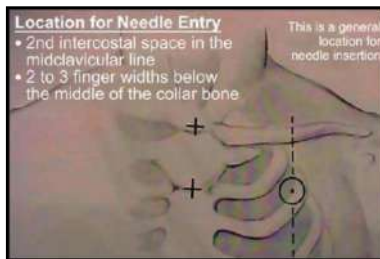 Location for Needle Entry
• 2nd intercostal space in the
midclavicular line
• 2 to 3 finger widths below
the middle of the collar bone
This is a general
location for
needle insertion